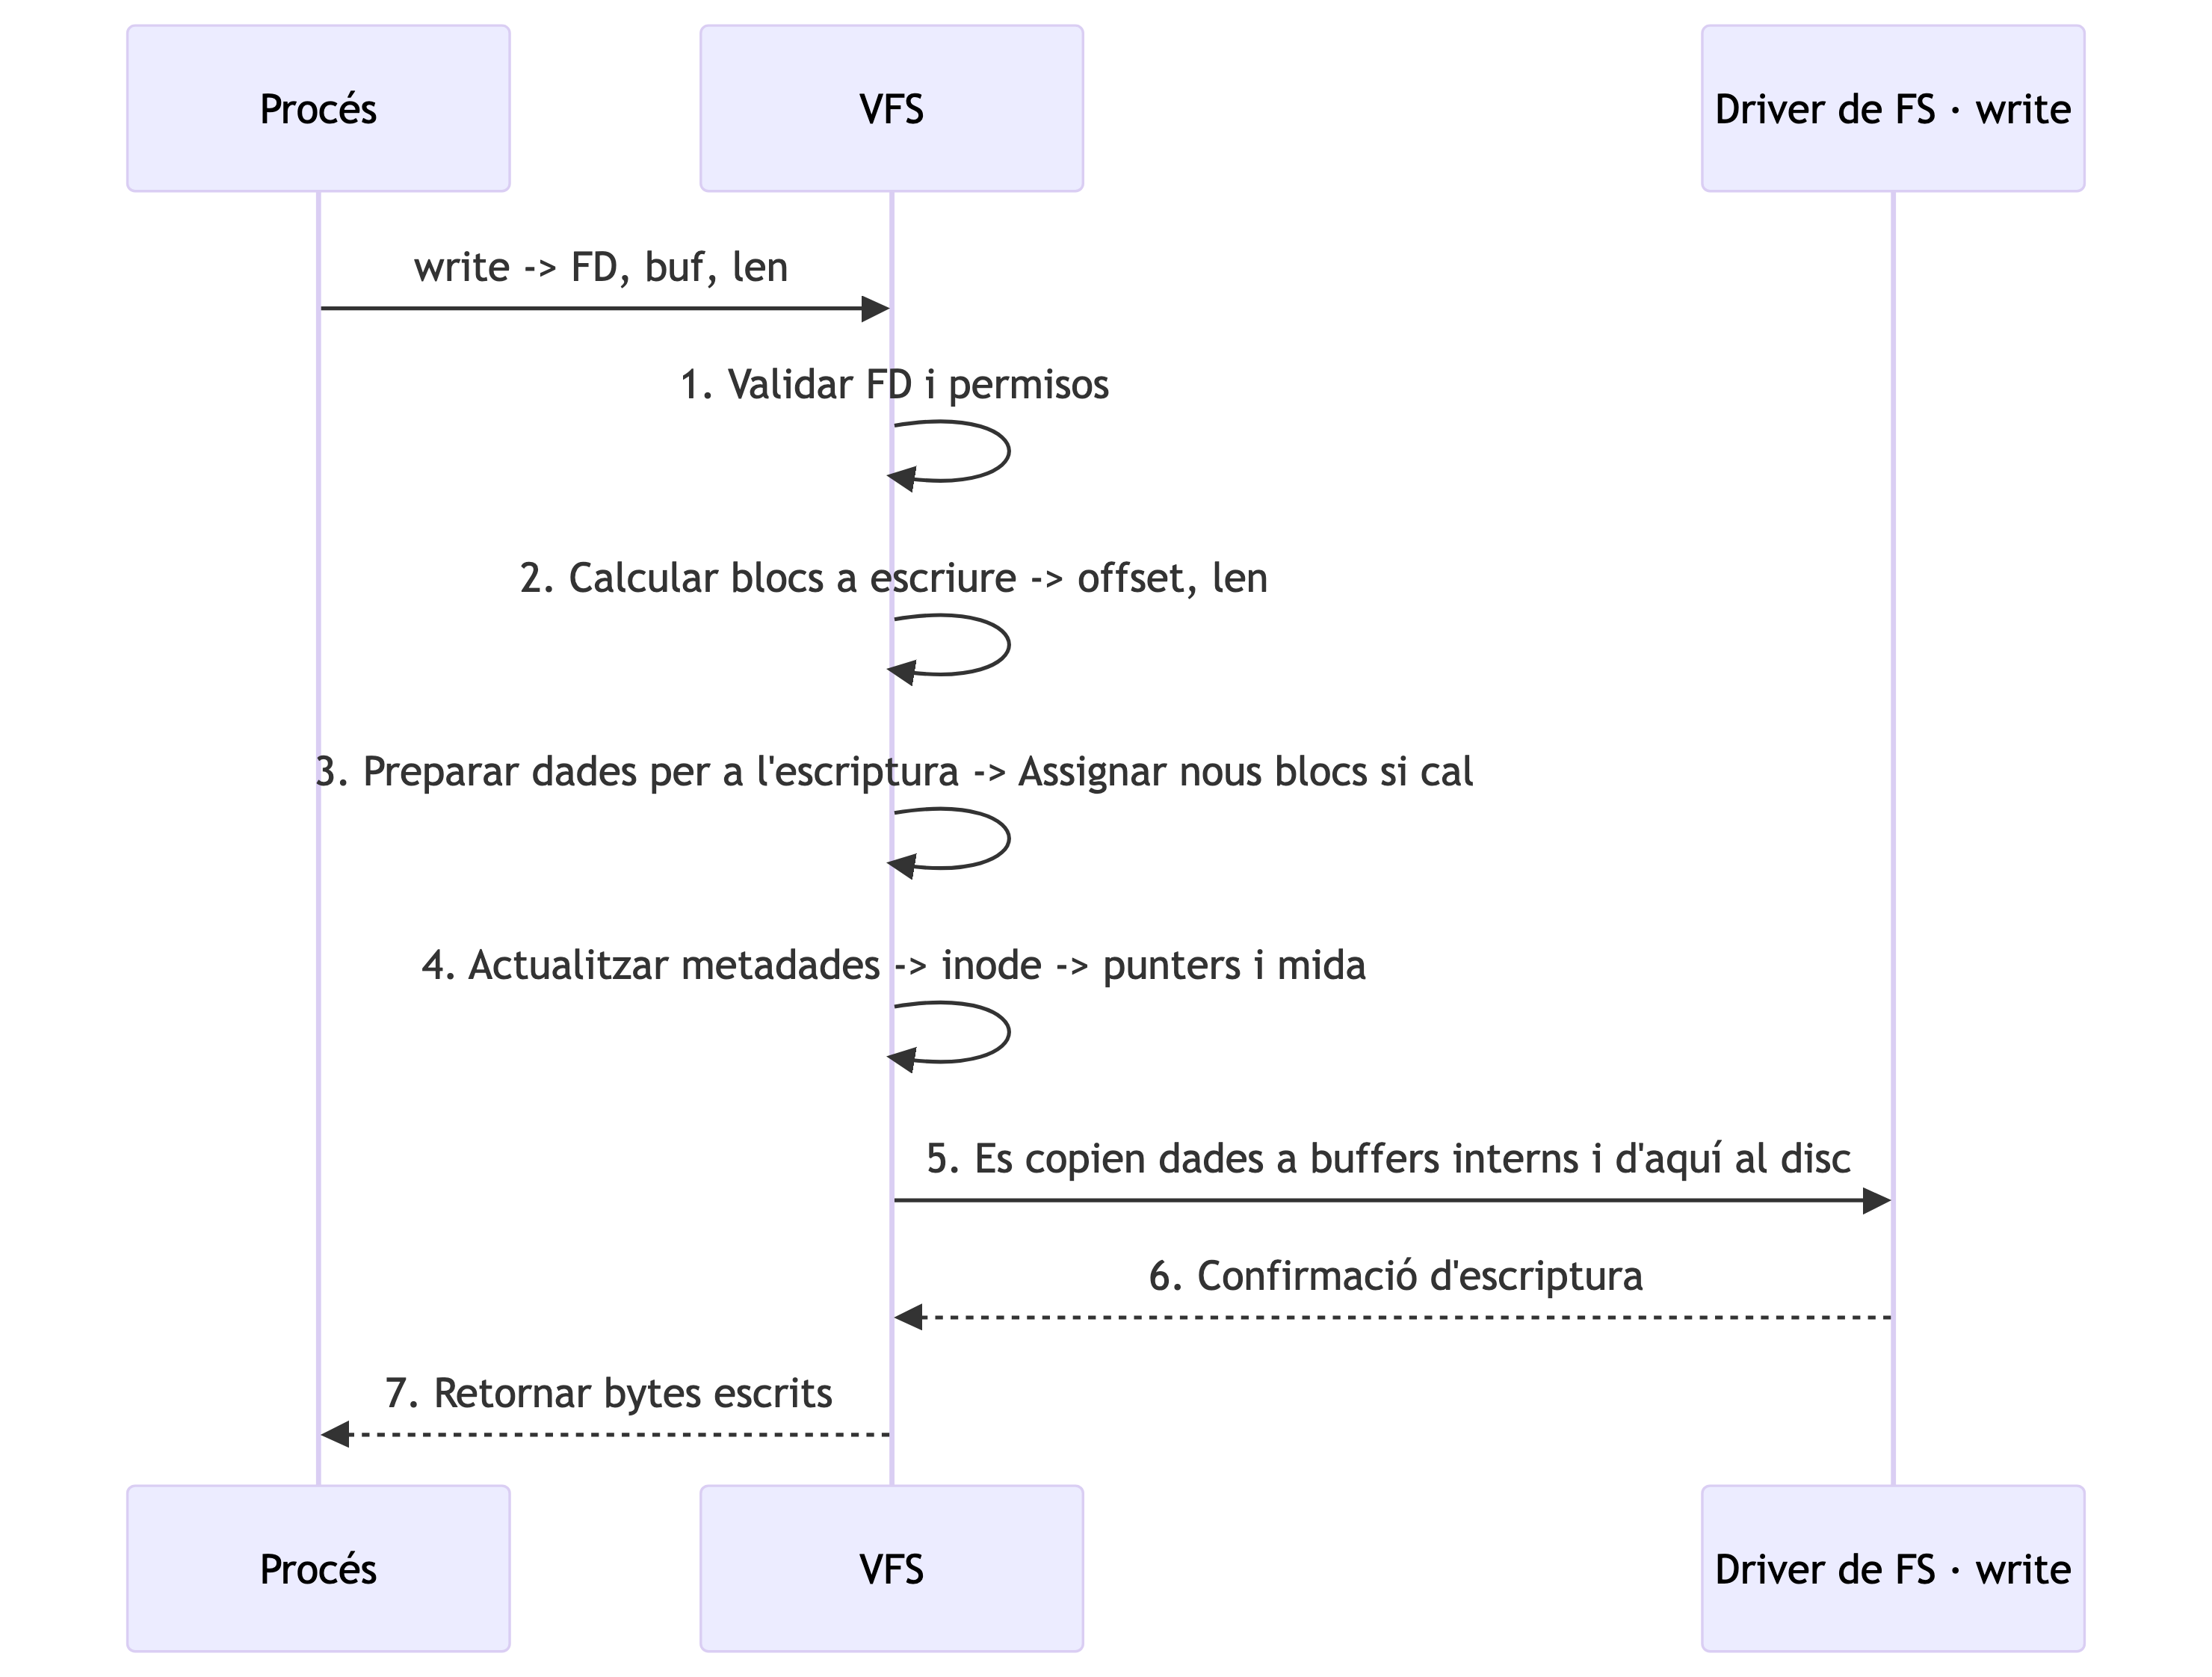 Procés
VFS
Driver de FS · write
write -> FD, buf, len
1. Validar FD i permisos
2. Calcular blocs a escriure -> offset, len
3. Preparar dades per a l'escriptura -> Assignar nous blocs si cal
4. Actualitzar metadades -> inode -> punters i mida
5. Es copien dades a buffers interns i d'aquí al disc
6. Confirmació d'escriptura
7. Retornar bytes escrits
Procés
VFS
Driver de FS · write